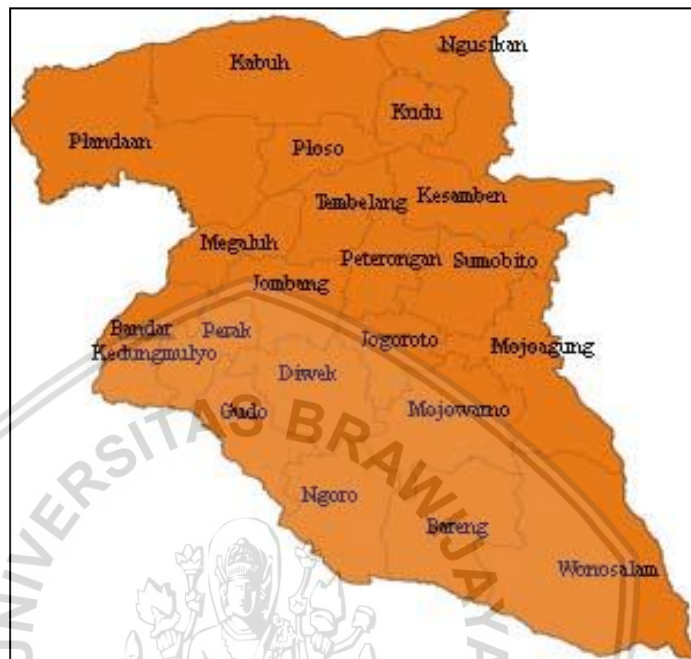 Ngusikan
Kabuh
Kudu
Plandaan
Ploso
Tembelang
Kesamben
Megaluh
Peterongan
Sumobito
Jombang
Bandar
Kedungmulyo
Perak
Jogoroto
Mojoagung
Diwek
Gudo
Mojowarno
Ngoro
Bareng
Wonosalam
UNIVERSITAS BRAWIJAYA